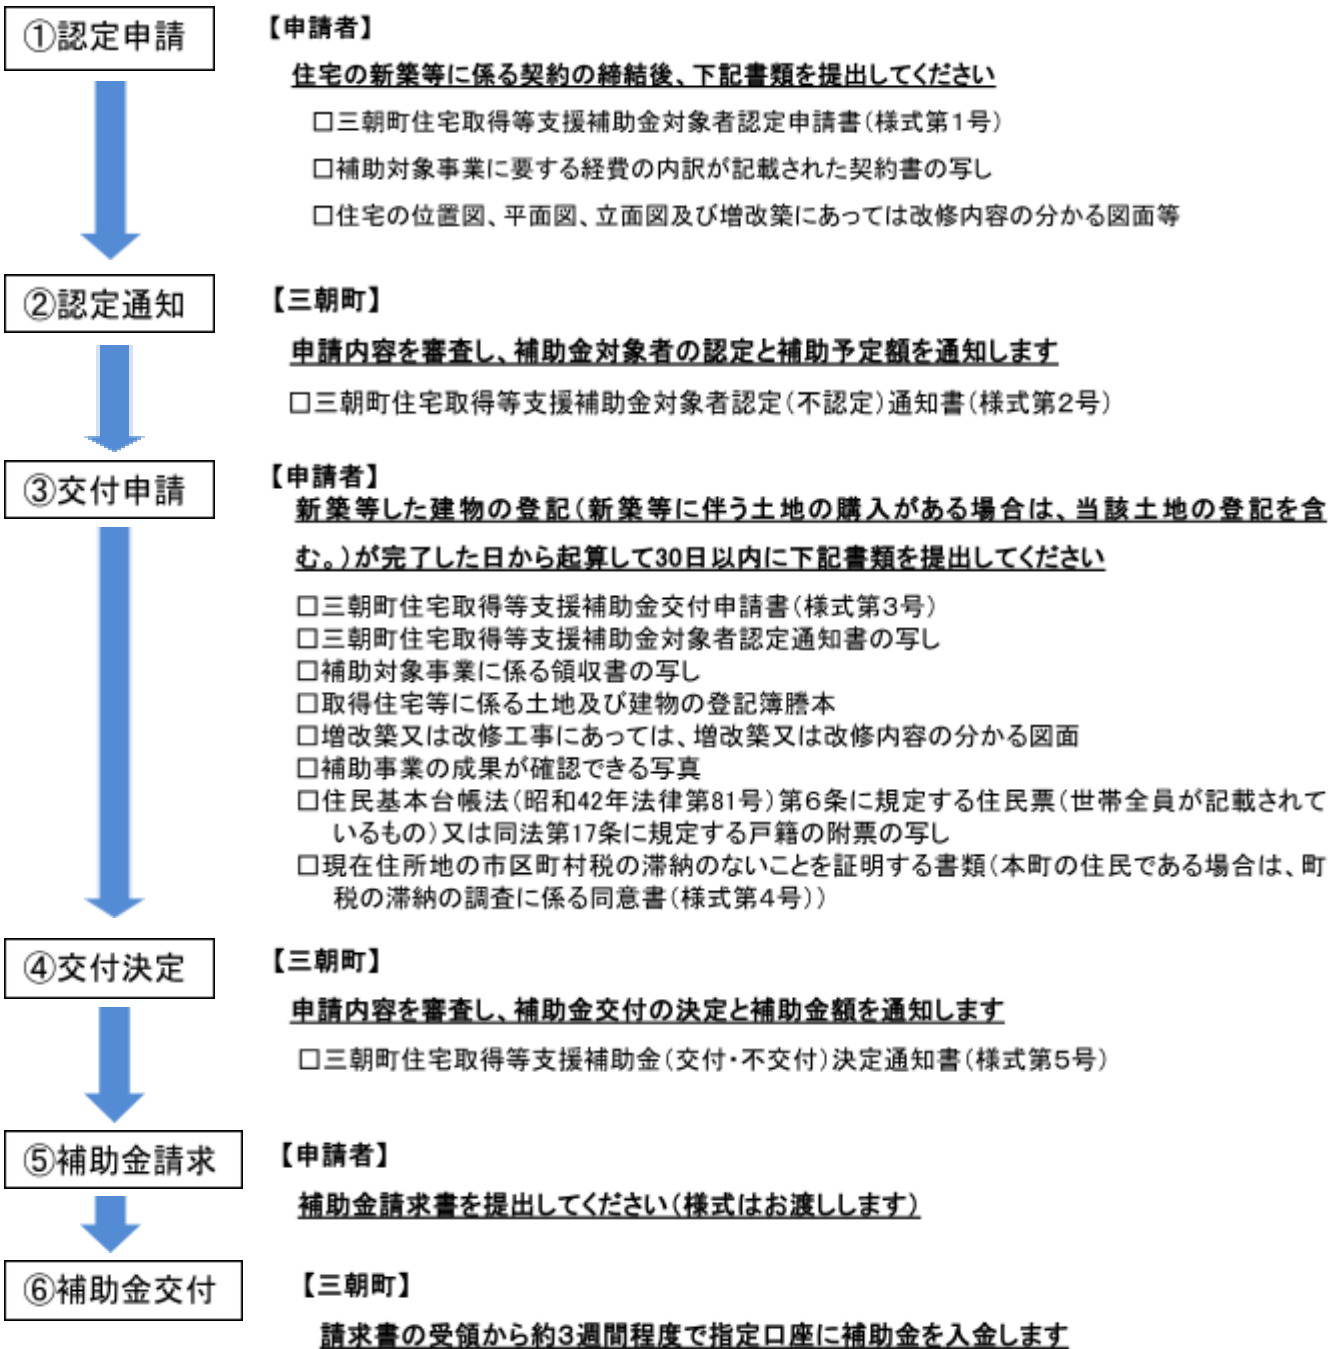 ①認定申請
【申請者】
住宅の新築等に係る契約の締結後、下記書類を提出してください
□三朝町住宅取得等支援補助金対象者認定申請書(様式第1号)
□補助対象事業に要する経費の内訳が記載された契約書の写し
□住宅の位置図、平面図、立面図及び増改築にあっては改修内容の分かる図面等
②認定通知
【三朝町】
申請内容を審査し、補助金対象者の認定と補助予定額を通知します
□三朝町住宅取得等支援補助金対象者認定(不認定)通知書(様式第2号)
③交付申請
【申請者】
新築等した建物の登記(新築等に伴う土地の購入がある場合は、当該土地の登記を含
む。)が完了した日から起算して30日以内に下記書類を提出してください
□三朝町住宅取得等支援補助金交付申請書(様式第3号)
□三朝町住宅取得等支援補助金対象者認定通知書の写し
□補助対象事業に係る領収書の写し
□取得住宅等に係る土地及び建物の登記簿謄本
□増改築又は改修工事にあっては、増改築又は改修内容の分かる図面
□補助事業の成果が確認できる写真
□住民基本台帳法(昭和42年法律第81号)第6条に規定する住民票(世帯全員が記載されて
いるもの)又は同法第17条に規定する戸籍の附票の写し
□現在住所地の市区町村税の滞納のないことを証明する書類(本町の住民である場合は、町
税の滞納の調査に係る同意書(様式第4号))
④交付決定
【三朝町】
申請内容を審査し、補助金交付の決定と補助金額を通知します
□三朝町住宅取得等支援補助金(交付・不交付)決定通知書(様式第5号)
⑤補助金請求
【申請者】
補助金請求書を提出してください(様式はお渡しします)
⑥補助金交付
【三朝町】
請求書の受領から約3週間程度で指定口座に補助金を入金します